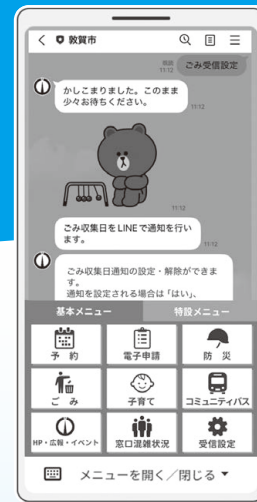 敦賀市
既読
11:12
ごみ受信設定
かしこまりました。このまま
少々お待ちください。
11:12
11:12
ごみ収集日をLINEで通知を行い
ます。
11:12
ごみ収集日通知の設定・解除ができま
す。
通知を設定される場合は「はい」、
基本メニュー
特設メニュー
予 約
電子申請
防 災
ご み
子育て
コミュニティバス
HP・広報・イベント
窓口混雑状況
受信設定
メニューを開く／閉じる▼